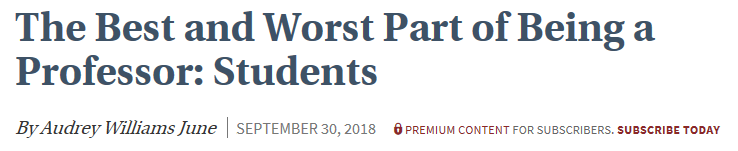 The Best and Worst Part of Being a
Professor: Students
By Audrey Williams June | SEPTEMBER 30, 2018 PREMIUM CONTENT FOR SUBSCRIBERS. SUBSCRIBE TODAY